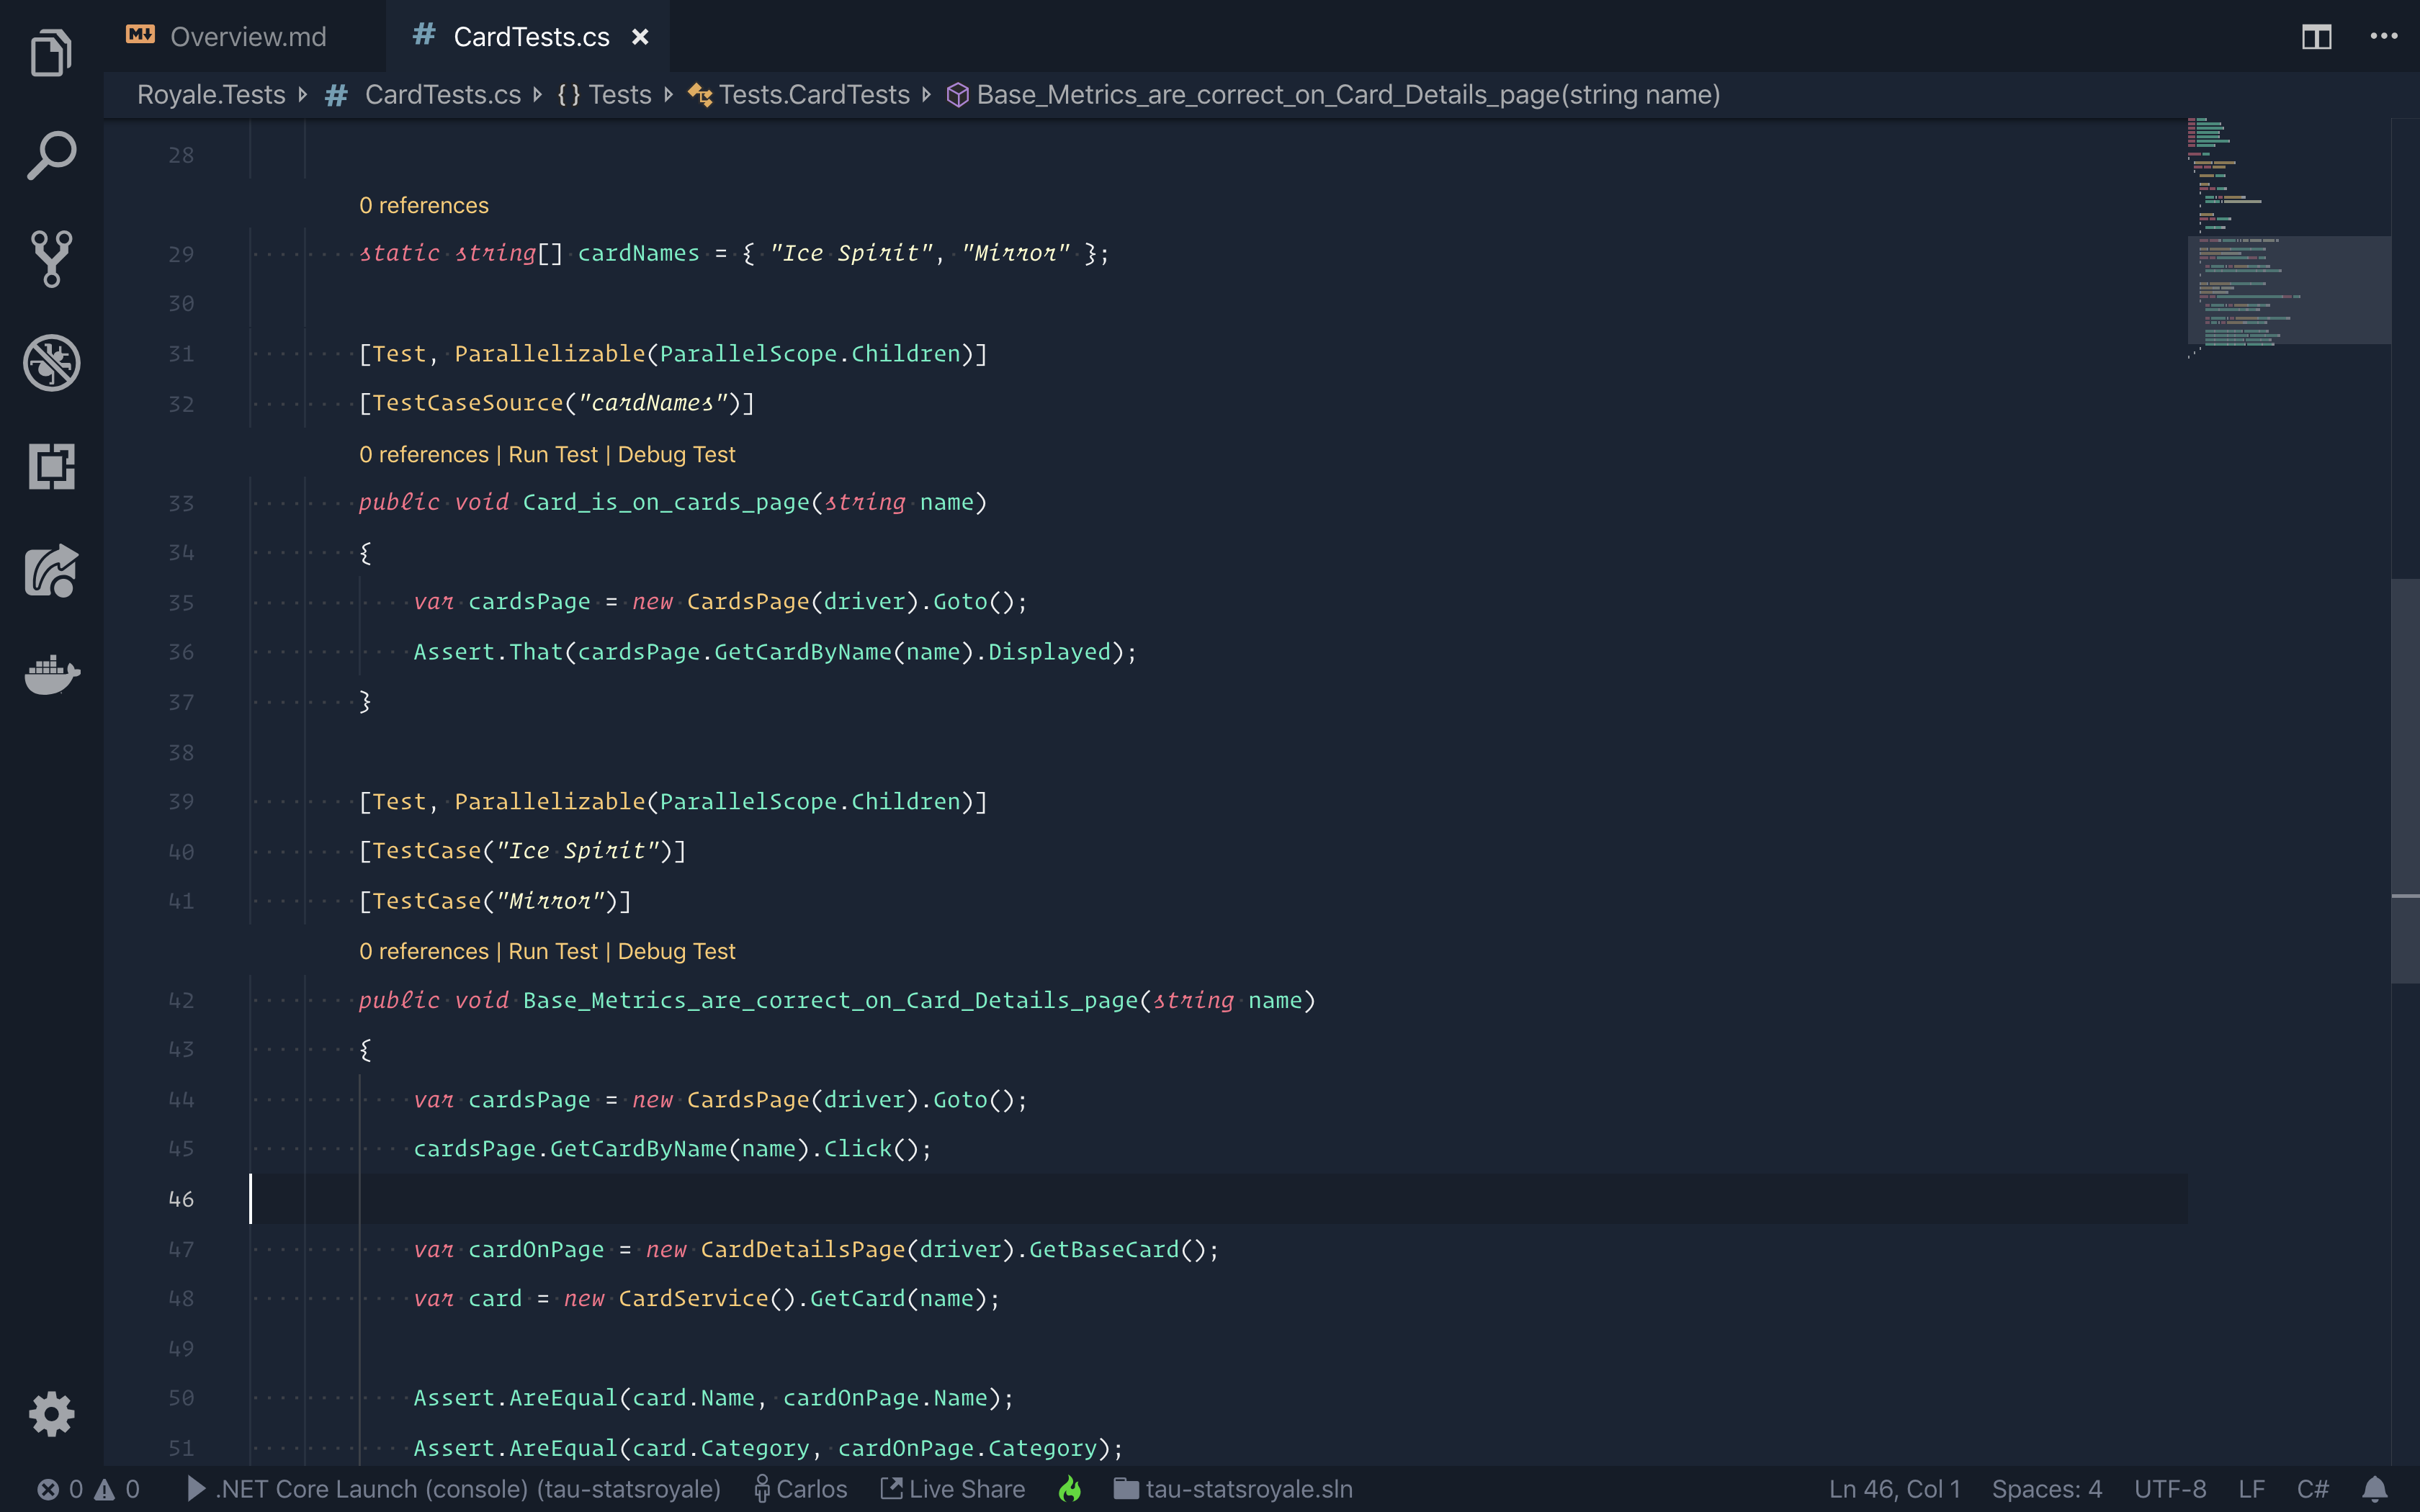 Overview.md
# CardTests.cs ×
Royale.Tests # CardTests.cs {} Tests Tests.CardTests Base_Metrics_are_correct_on_Card_Details_page(string name)
28
0 references
29 static string[] cardNames = { "Ice Spirit", "Mirror" };
30
31 [Test, Parallelizable(ParallelScope.Children)]
32 [TestCaseSource("cardNames")]
0 references | Run Test | Debug Test
33 public void Card_is_on_cards_page(string name)
34 {
35 var cardsPage = new CardsPage(driver).Goto();
36 Assert.That(cardsPage.GetCardByName(name).Displayed);
37 }
38
39 [Test, Parallelizable(ParallelScope.Children)]
40 [TestCase("Ice Spirit")]
41 [TestCase("Mirror")]
0 references | Run Test | Debug Test
42 public void Base_Metrics_are_correct_on_Card_Details_page(string name)
43 {
44 var cardsPage = new CardsPage(driver).Goto();
45 cardsPage.GetCardByName(name).Click();
46
47 var cardOnPage = new CardDetailsPage(driver).GetBaseCard();
48 var card = new CardService().GetCard(name);
49
50 Assert.AreEqual(card.Name, cardOnPage.Name);
51 Assert.AreEqual(card.Category, cardOnPage.Category);
0 0 .NET Core Launch (console) (tau-statsroyale) Carlos Live Share tau-statsroyale.sln Ln 46, Col 1 Spaces: 4 UTF-8 LF C#